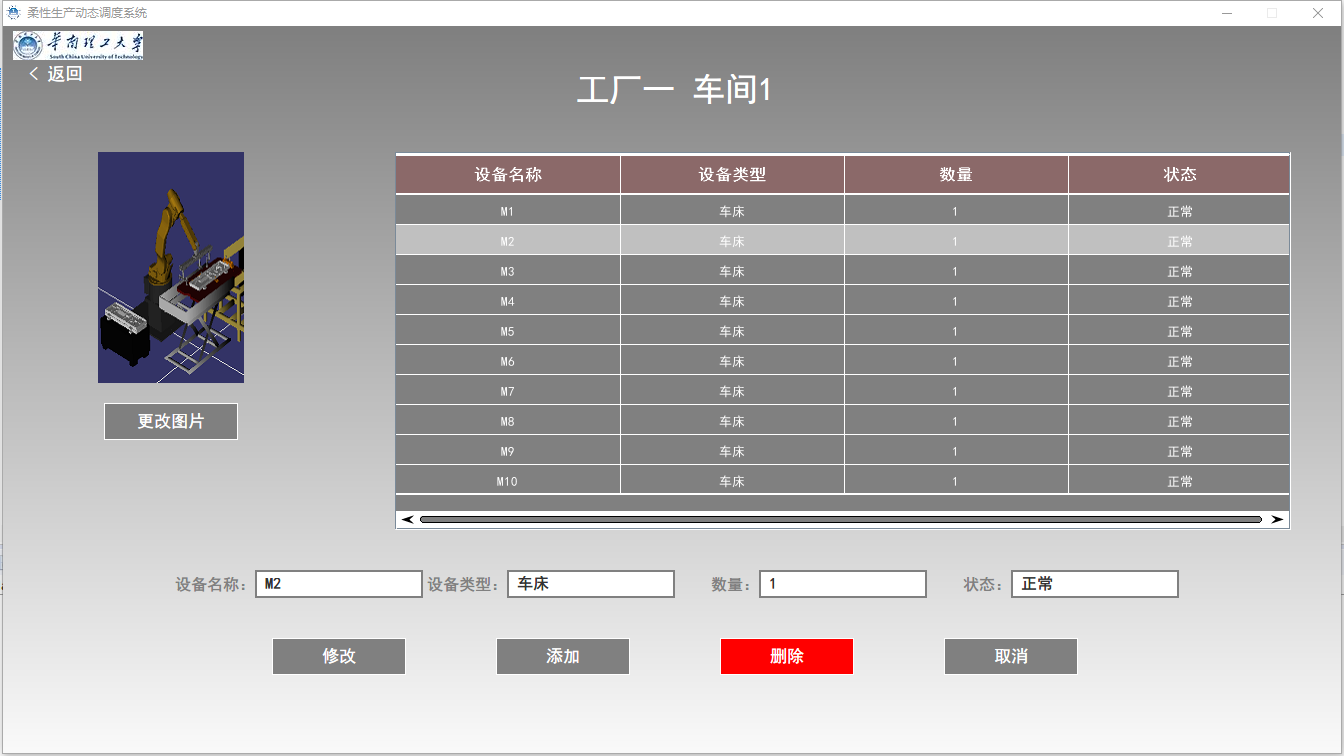 柔性生产动态调度系统
华南理工大学
South China University of Technology
< 返回
工厂一 车间1
设备名称 设备类型 数量 状态
M1 车床 1 正常
M2 车床 1 正常
M3 车床 1 正常
M4 车床 1 正常
M5 车床 1 正常
M6 车床 1 正常
M7 车床 1 正常
M8 车床 1 正常
M9 车床 1 正常
M10 车床 1 正常
更改图片
设备名称: M2 设备类型: 车床 数量: 1 状态: 正常
修改 添加 删除 取消